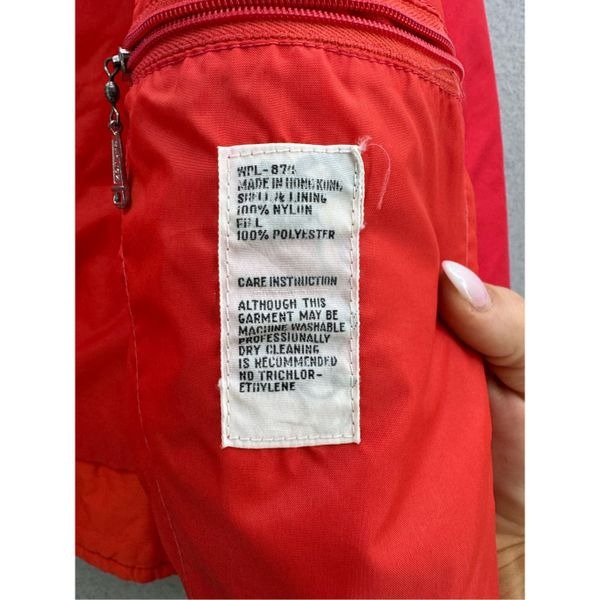 WPL-874
MADE IN HONG KONG
SHELL & LINING
100% NYLON
FILL
100% POLYESTER
CARE INSTRUCTION
ALTHOUGH THIS
GARMENT MAY BE
MACHINE WASHABLE
PROFESSIONALLY
DRY CLEANING
IS RECOMMENDED
NO TRICHLOR-
ETHYLENE